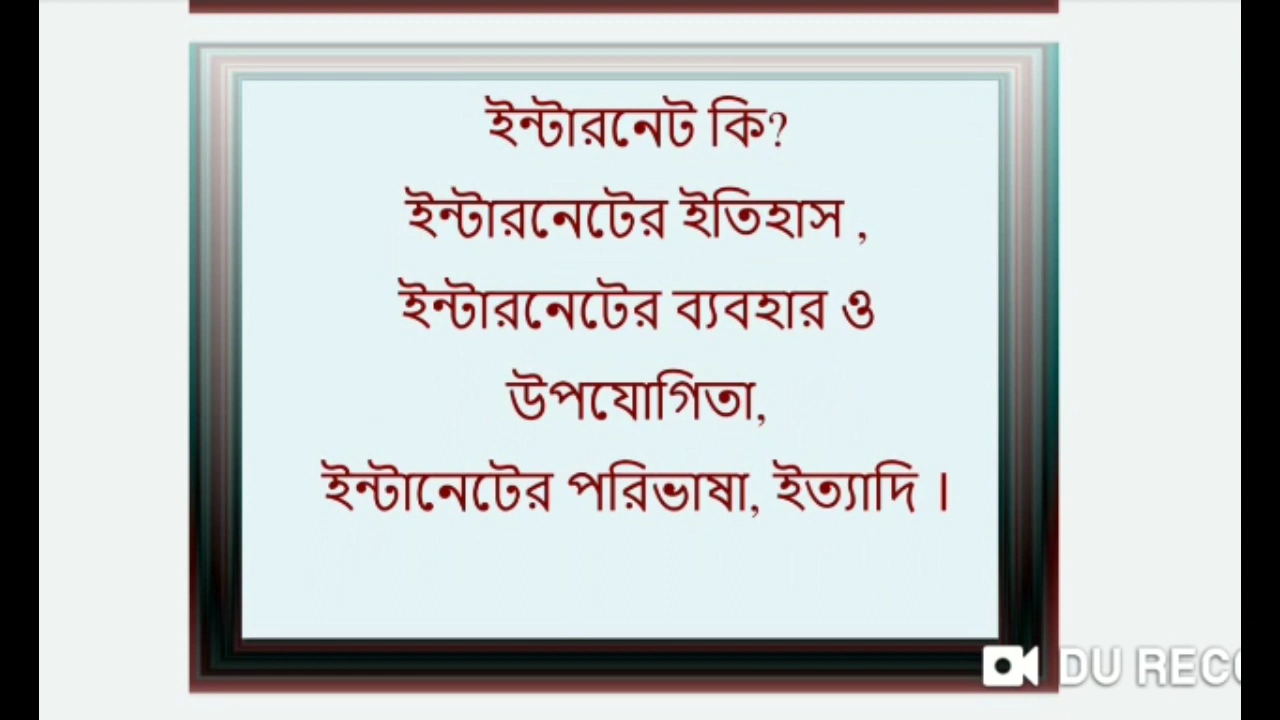 ইন্টারনেট কি?
ইন্টারনেটের ইতিহাস ,
ইন্টারনেটের ব্যবহার ও
উপযোগিতা,
ইন্টানেটের পরিভাষা, ইত্যাদি ।
DU REC